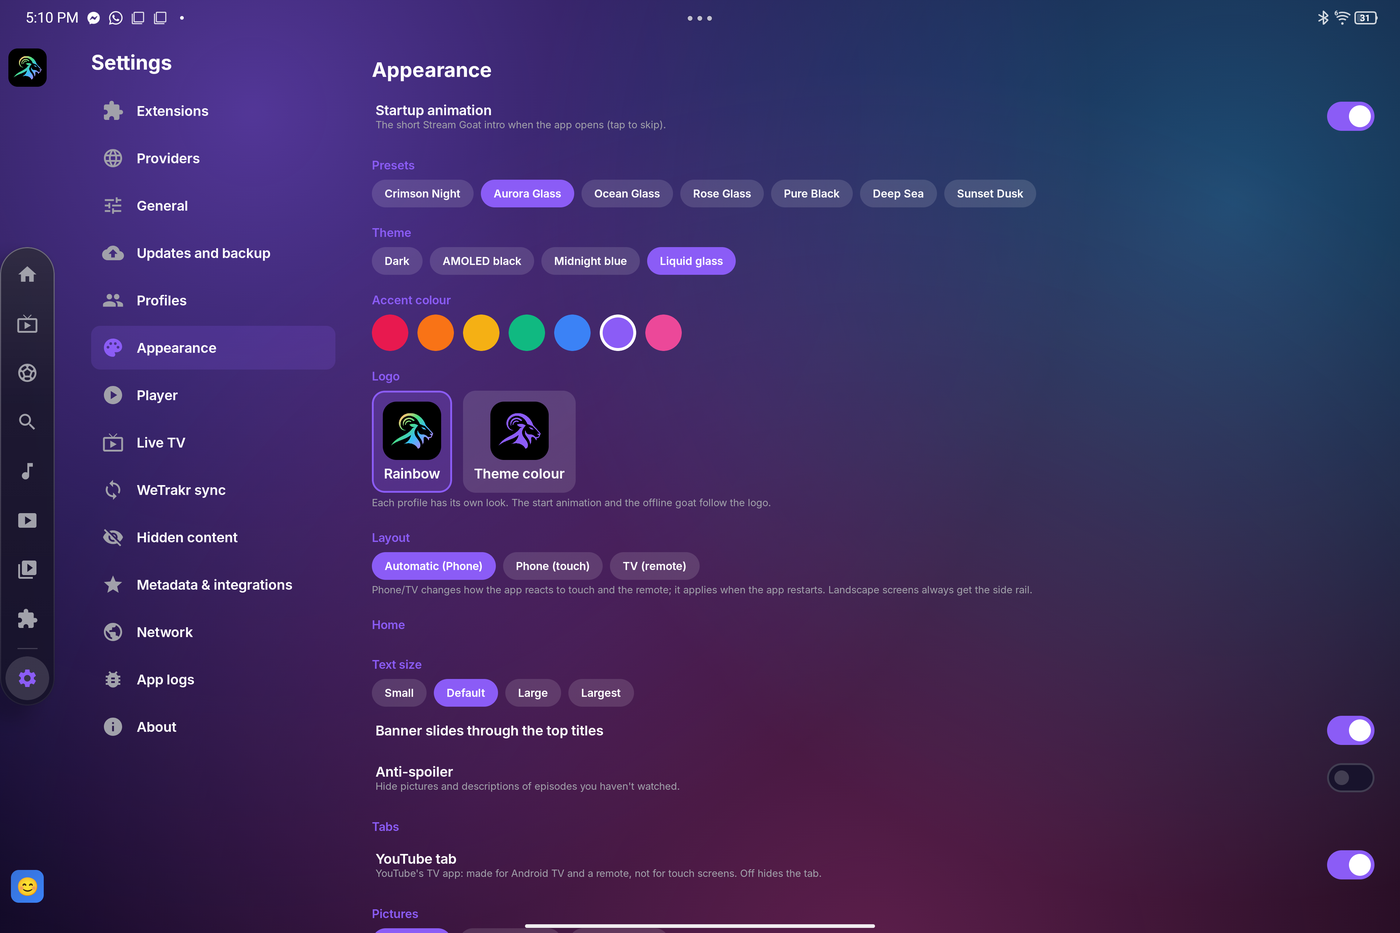 5:10 PM
31
Settings
Extensions
Providers
General
Updates and backup
Profiles
Appearance
Player
Live TV
WeTrakr sync
Hidden content
Metadata & integrations
Network
App logs
About
Appearance
Startup animation
The short Stream Goat intro when the app opens (tap to skip).
Presets
Crimson Night Aurora Glass Ocean Glass Rose Glass Pure Black Deep Sea Sunset Dusk
Theme
Dark AMOLED black Midnight blue Liquid glass
Accent colour
Logo
Rainbow Theme colour
Each profile has its own look. The start animation and the offline goat follow the logo.
Layout
Automatic (Phone) Phone (touch) TV (remote)
Phone/TV changes how the app reacts to touch and the remote; it applies when the app restarts. Landscape screens always get the side rail.
Home
Text size
Small Default Large Largest
Banner slides through the top titles
Anti-spoiler
Hide pictures and descriptions of episodes you haven't watched.
Tabs
YouTube tab
YouTube's TV app: made for Android TV and a remote, not for touch screens. Off hides the tab.
Pictures